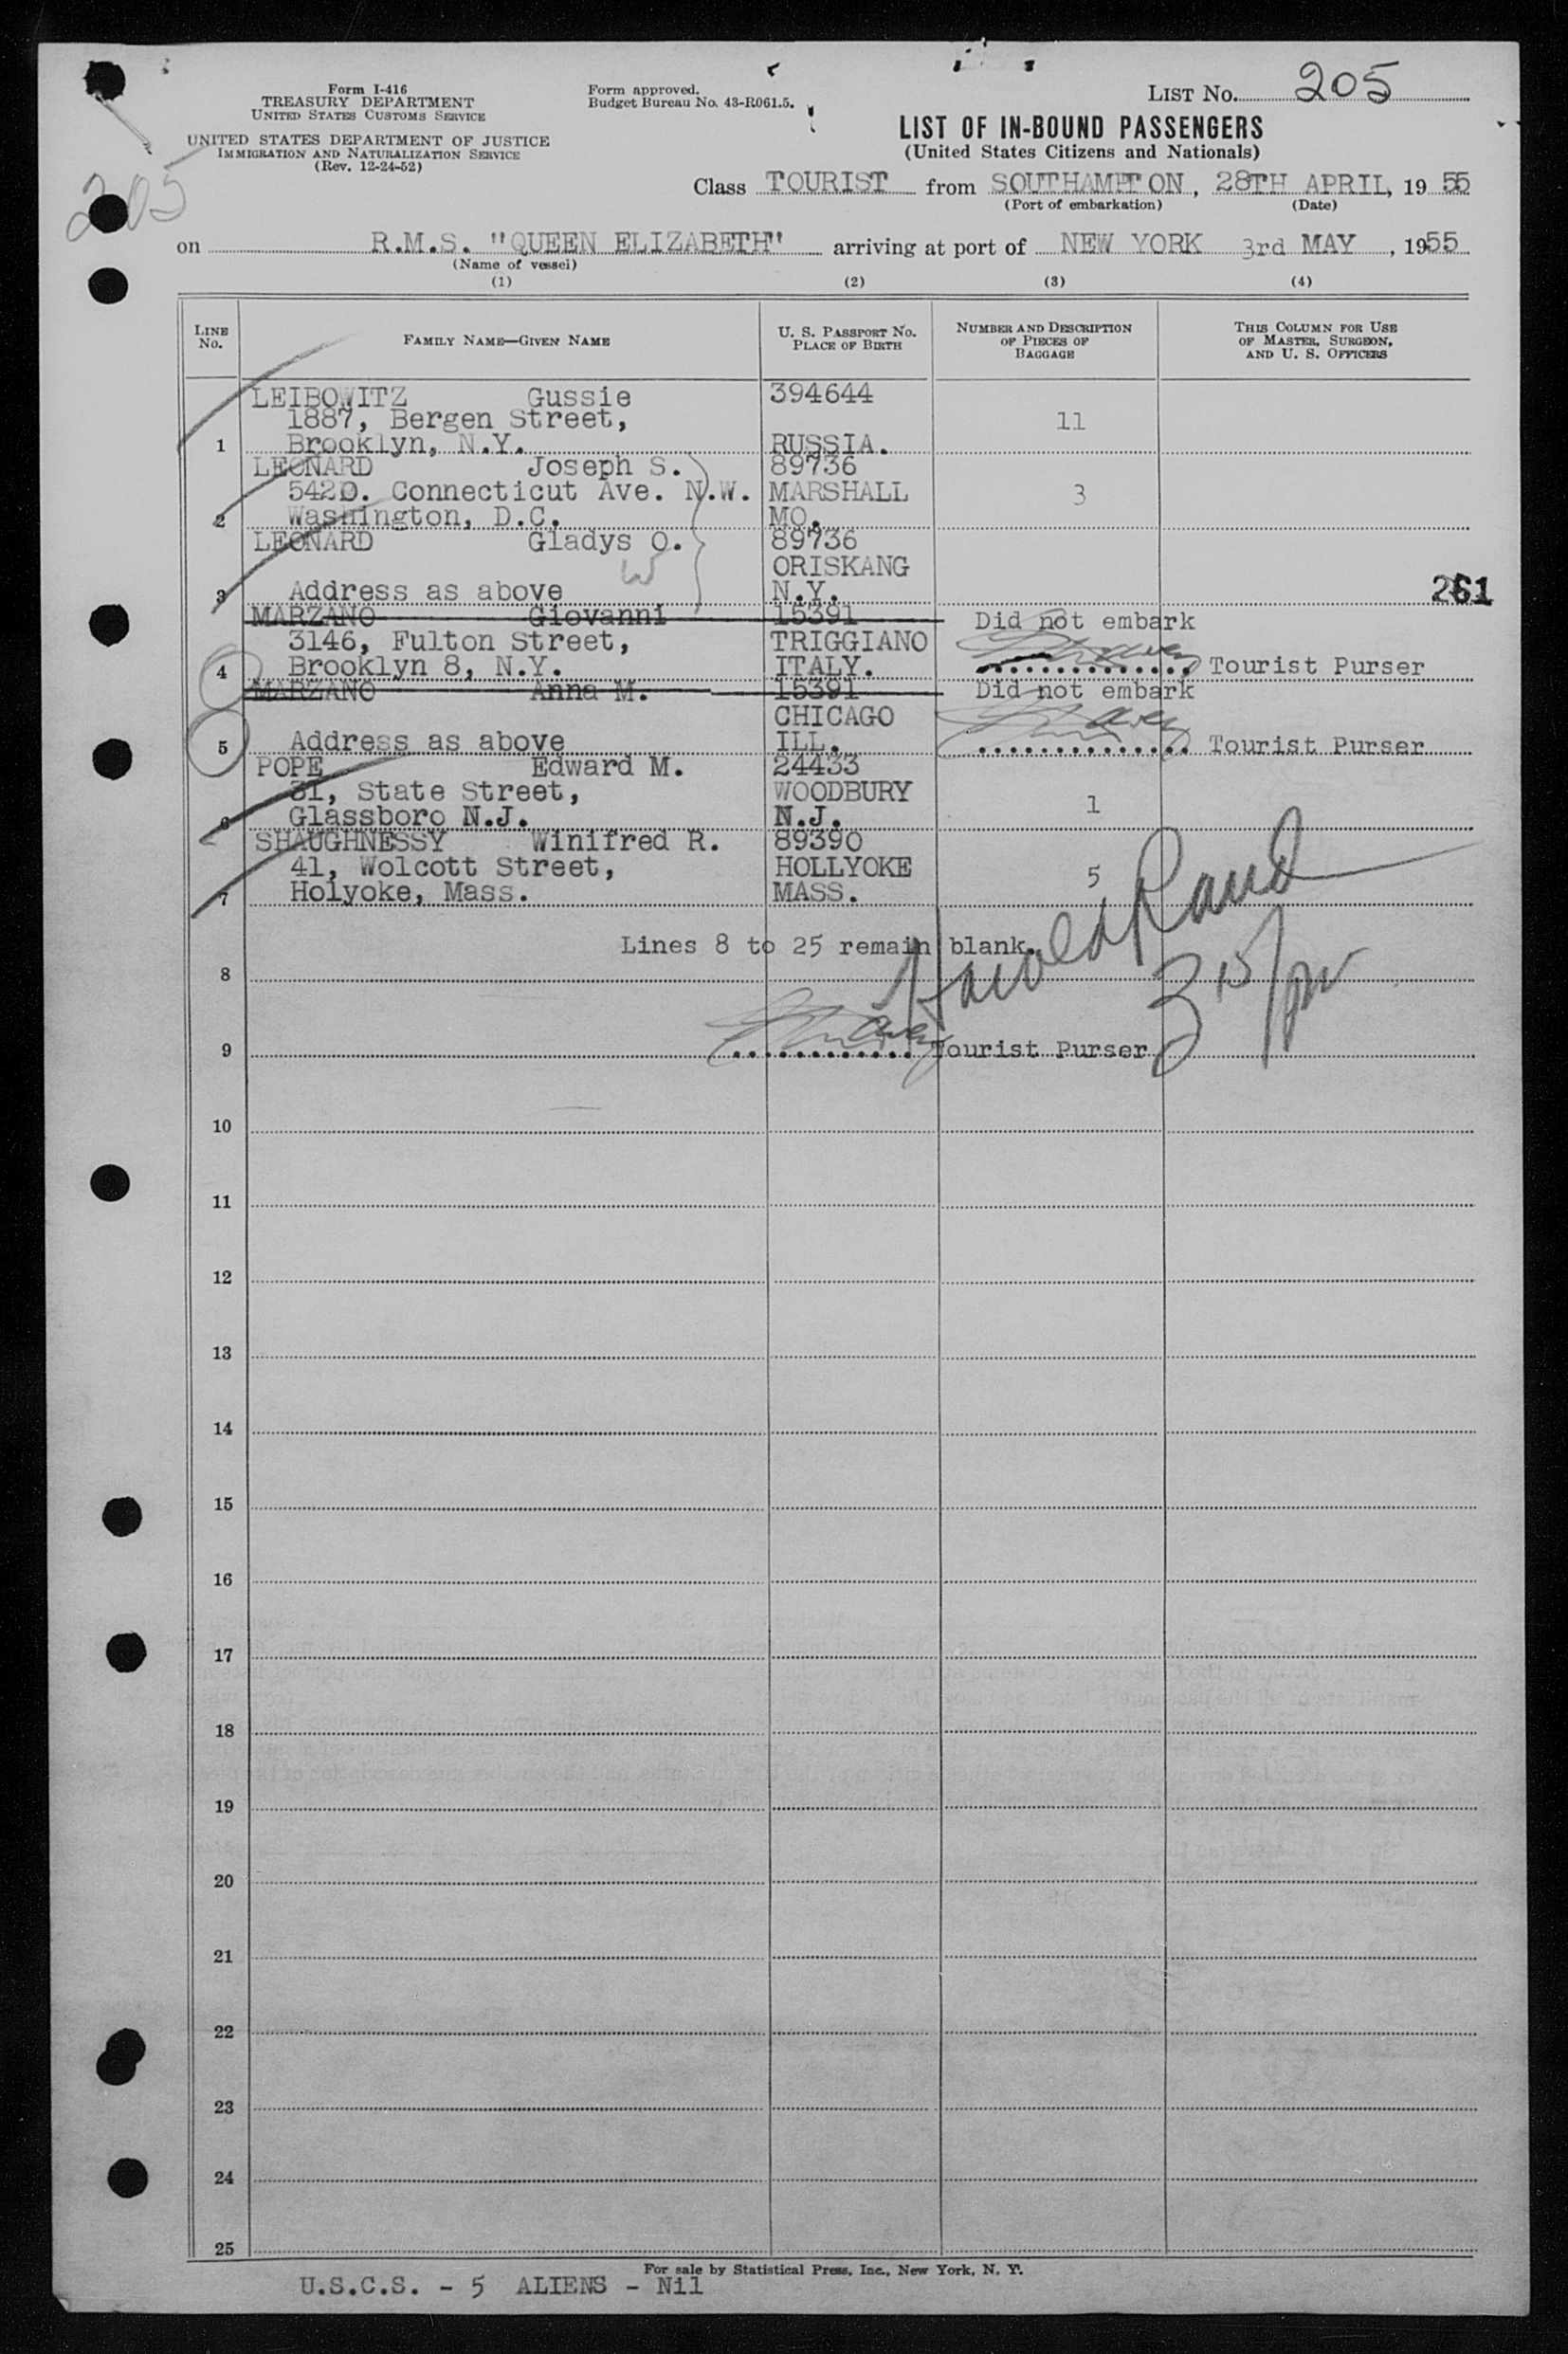 Form I-416
TREASURY DEPARTMENT
UNITED STATES CUSTOMS SERVICE
UNITED STATES DEPARTMENT OF JUSTICE
IMMIGRATION AND NATURALIZATION SERVICE
(Rev. 12-24-52)
Form approved.
Budget Bureau No. 43-R061.5.
LIST No. 205
205
LIST OF IN-BOUND PASSENGERS
(United States Citizens and Nationals)
Class TOURIST from SOUTHAMPTON, 28TH APRIL, 19 55
(Port of embarkation) (Date)
on R.M.S. "QUEEN ELIZABETH" arriving at port of NEW YORK 3rd MAY, 1955
(Name of vessel)
(1) (2) (3) (4)
LINE No. FAMILY NAME—GIVEN NAME U. S. PASSPORT NO. PLACE OF BIRTH NUMBER AND DESCRIPTION OF PIECES OF BAGGAGE THIS COLUMN FOR USE OF MASTER, SURGEON, AND U. S. OFFICERS
LEIBOWITZ Gussie 394644
1887, Bergen Street, 11
1 Brooklyn, N.Y. RUSSIA.
LEONARD Joseph S. 89736
5420. Connecticut Ave. N.W. MARSHALL 3
2 Washington, D.C. MO.
LEONARD Gladys O. 89736
W ORISKANG
3 Address as above N.Y. 261
MARZANO Giovanni 15391 Did not embark
3146, Fulton Street, TRIGGIANO
4 Brooklyn 8, N.Y. ITALY. Tourist Purser
MARZANO Anna M. 15391 Did not embark
CHICAGO
5 Address as above ILL. Tourist Purser
POPE Edward M. 24433
31, State Street, WOODBURY 1
6 Glassboro N.J. N.J.
SHAUGHNESSY Winifred R. 89390
41, Wolcott Street, HOLLYOKE 5
7 Holyoke, Mass. MASS.
Lines 8 to 25 remain blank.
Harold Rand
3 15/pm
8
9 Tourist Purser
10
11
12
13
14
15
16
17
18
19
20
21
22
23
24
25
For sale by Statistical Press, Inc., New York, N. Y.
U.S.C.S. - 5 ALIENS - Nil